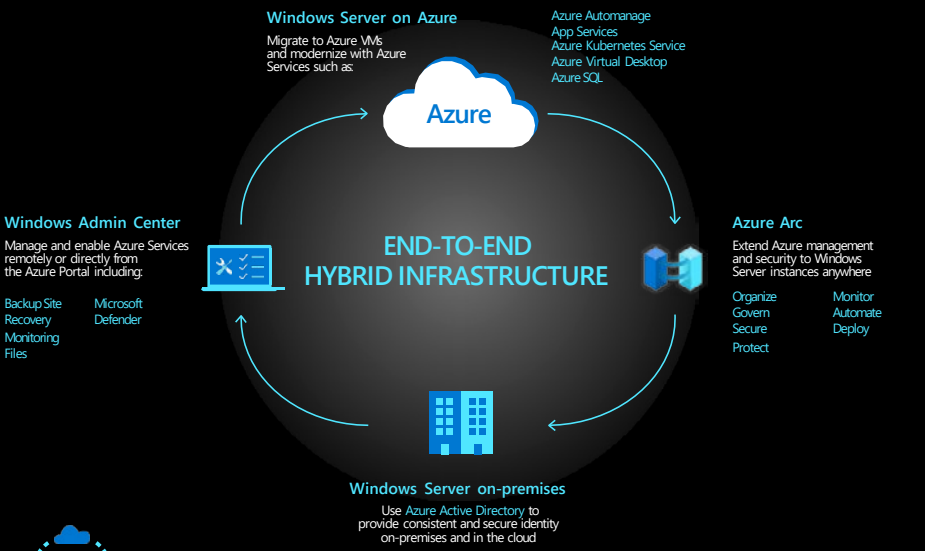 Windows Server on Azure
Migrate to Azure VMs
and modernize with Azure
Services such as:
Azure Automanage
App Services
Azure Kubernetes Service
Azure Virtual Desktop
Azure SQL
Azure
Windows Admin Center
Manage and enable Azure Services
remotely or directly from
the Azure Portal including:
Backup Site
Recovery
Monitoring
Files
Microsoft
Defender
END-TO-END
HYBRID INFRASTRUCTURE
Azure Arc
Extend Azure management
and security to Windows
Server instances anywhere
Organize
Govern
Secure
Protect
Monitor
Automate
Deploy
Windows Server on-premises
Use Azure Active Directory to
provide consistent and secure identity
on-premises and in the cloud